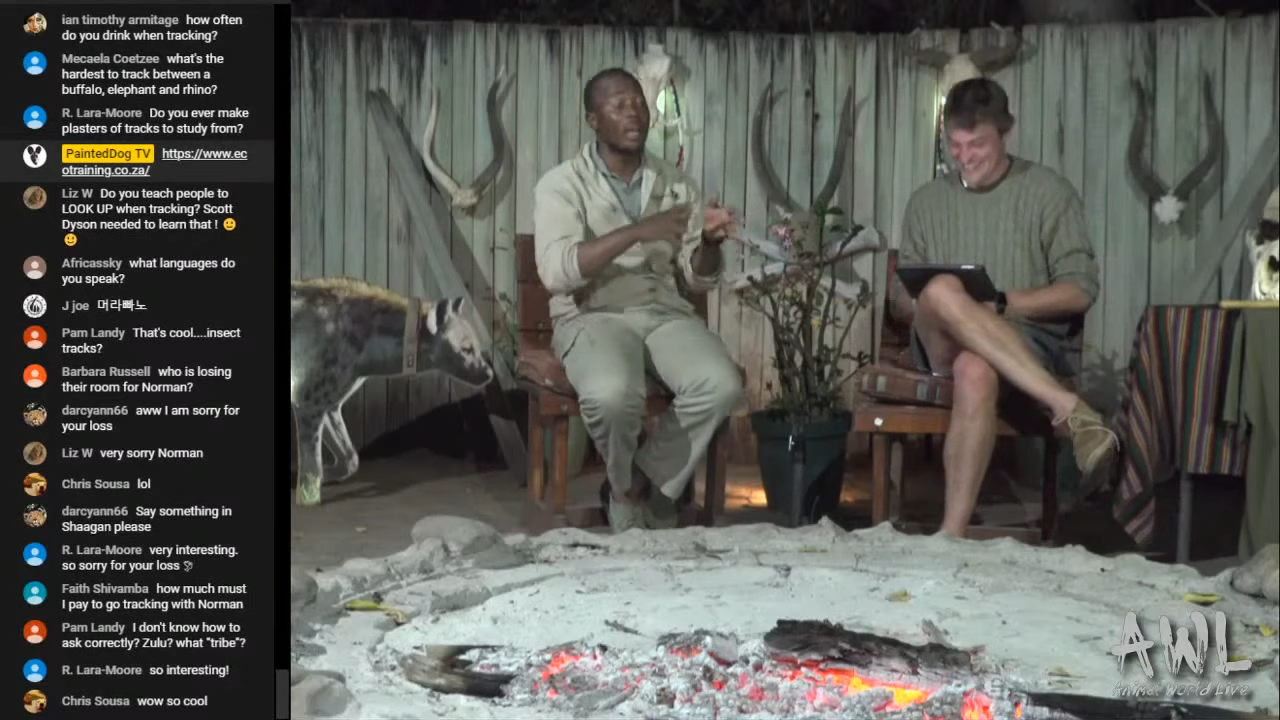 ian timothy armitage how often
do you drink when tracking?
Mecaela Coetzee what's the
hardest to track between a
buffalo, elephant and rhino?
R. Lara-Moore Do you ever make
plasters of tracks to study from?
PaintedDog TV https://www.ec
otraining.co.za/
Liz W Do you teach people to
LOOK UP when tracking? Scott
Dyson needed to learn that ! 🙂
🙂
Africassky what languages do
you speak?
J joe 머라빠노
Pam Landy That's cool....insect
tracks?
Barbara Russell who is losing
their room for Norman?
darcyann66 aww I am sorry for
your loss
Liz W very sorry Norman
Chris Sousa lol
darcyann66 Say something in
Shaagan please
R. Lara-Moore very interesting.
so sorry for your loss 🕊
Faith Shivamba how much must
I pay to go tracking with Norman
Pam Landy I don't know how to
ask correctly? Zulu? what "tribe"?
R. Lara-Moore so interesting!
Chris Sousa wow so cool
AWL
Animal World Live